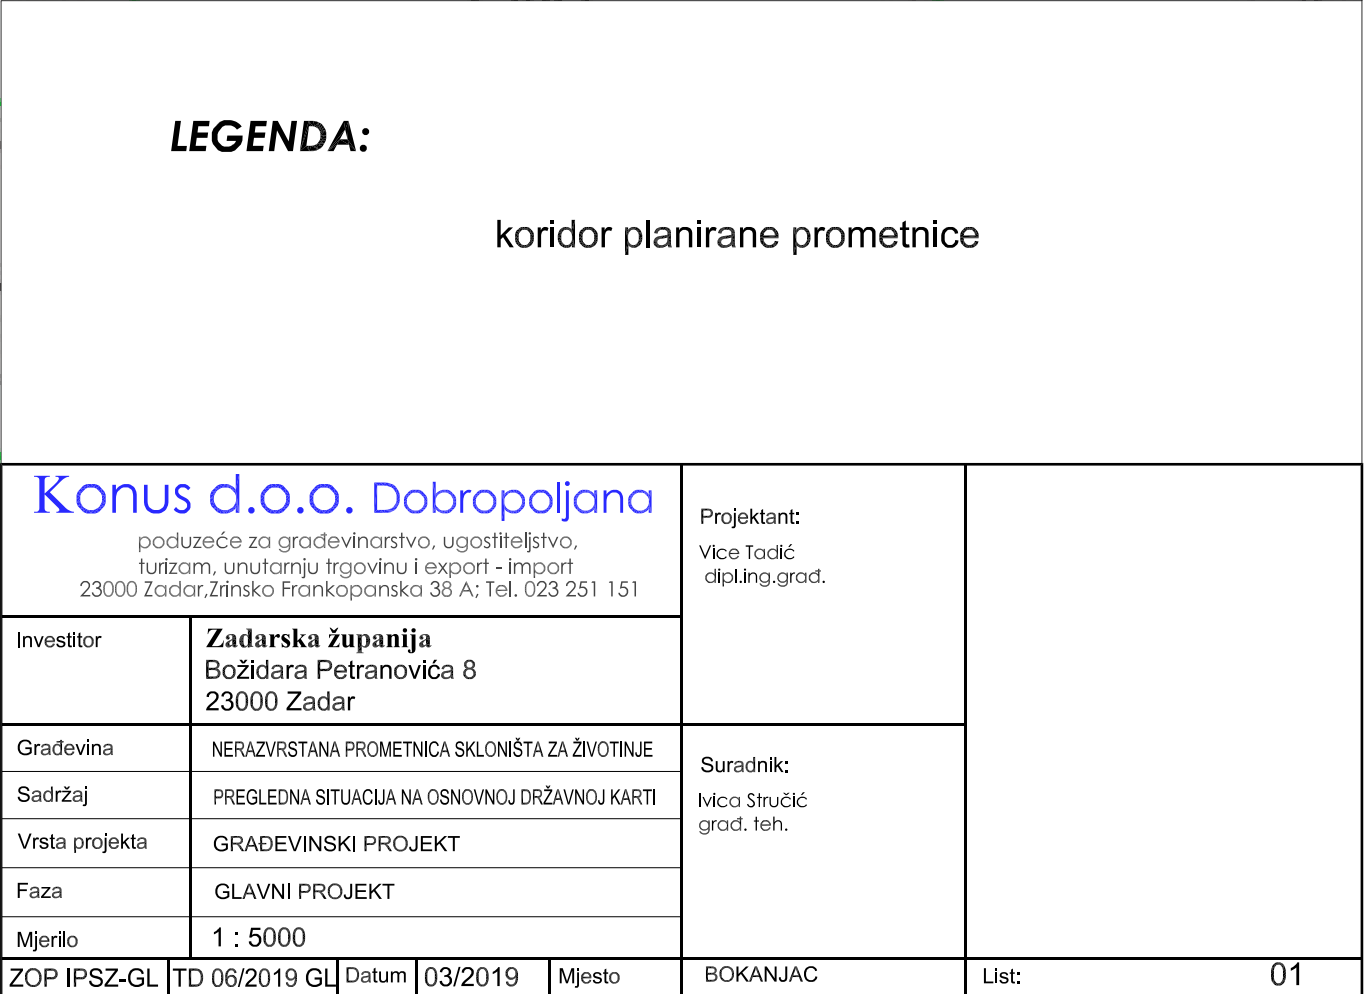 LEGENDA:
koridor planirane prometnice
Konus d.o.o. Dobropoljana
poduzeće za građevinarstvo, ugostiteljstvo,
turizam, unutarnju trgovinu i export - import
23000 Zadar,Zrinsko Frankopanska 38 A; Tel. 023 251 151
Projektant:
Vice Tadić
dipl.ing.građ.
Investitor
Zadarska županija
Božidara Petranovića 8
23000 Zadar
Građevina
NERAZVRSTANA PROMETNICA SKLONIŠTA ZA ŽIVOTINJE
Sadržaj
PREGLEDNA SITUACIJA NA OSNOVNOJ DRŽAVNOJ KARTI
Vrsta projekta
GRAĐEVINSKI PROJEKT
Faza
GLAVNI PROJEKT
Mjerilo
1 : 5000
Suradnik:
Ivica Stručić
građ. teh.
ZOP IPSZ-GL TD 06/2019 GL Datum 03/2019 Mjesto BOKANJAC List: 01